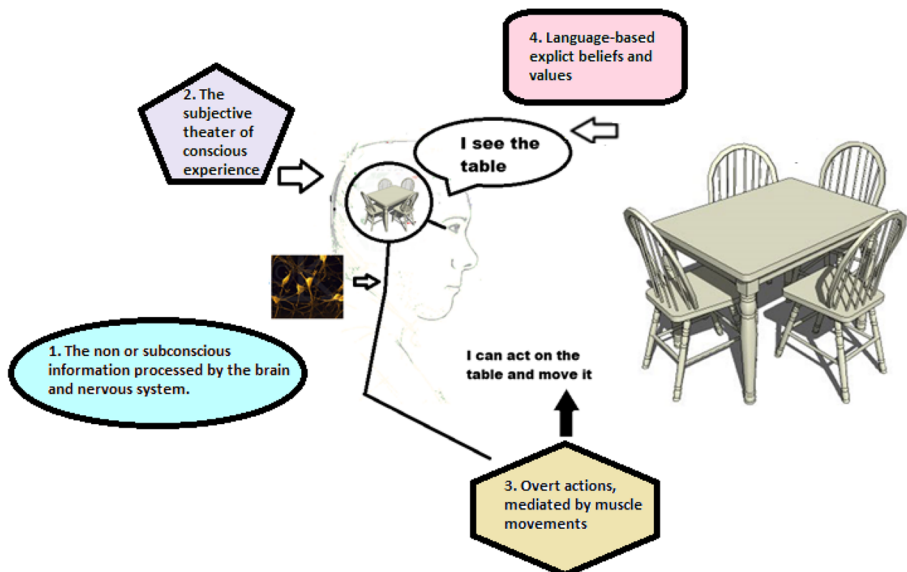 4. Language-based
explict beliefs and
values
2. The
subjective
theater of
conscious
experience
I see the
table
1. The non or subconscious
information processed by the brain
and nervous system.
I can act on the
table and move it
3. Overt actions,
mediated by muscle
movements